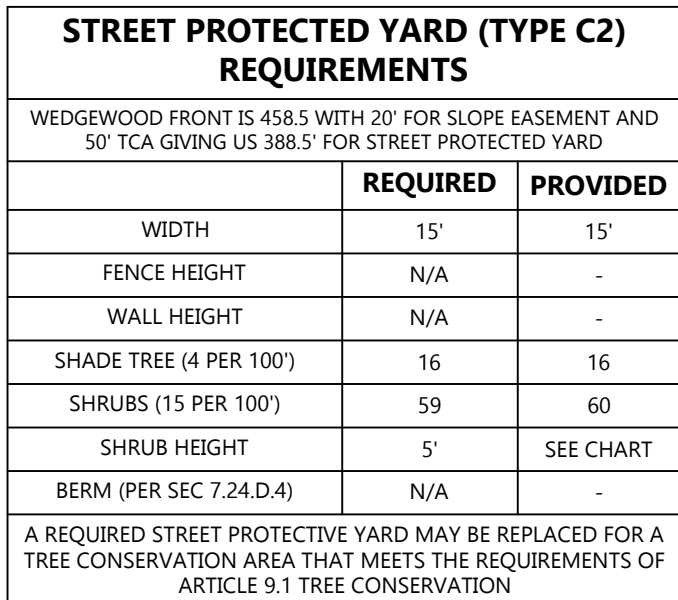 STREET PROTECTED YARD (TYPE C2)
REQUIREMENTS
WEDGEWOOD FRONT IS 458.5 WITH 20' FOR SLOPE EASEMENT AND
50' TCA GIVING US 388.5' FOR STREET PROTECTED YARD
REQUIRED PROVIDED
WIDTH 15' 15'
FENCE HEIGHT N/A -
WALL HEIGHT N/A -
SHADE TREE (4 PER 100') 16 16
SHRUBS (15 PER 100') 59 60
SHRUB HEIGHT 5' SEE CHART
BERM (PER SEC 7.24.D.4) N/A -
A REQUIRED STREET PROTECTIVE YARD MAY BE REPLACED FOR A
TREE CONSERVATION AREA THAT MEETS THE REQUIREMENTS OF
ARTICLE 9.1 TREE CONSERVATION